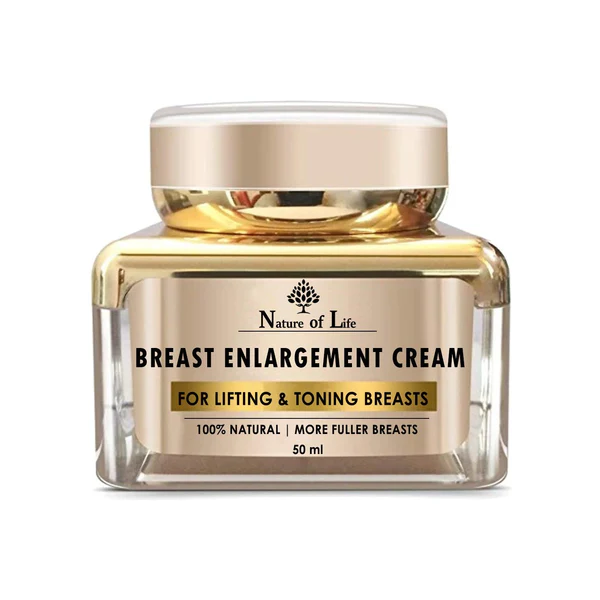 Nature of Life
BREAST ENLARGEMENT CREAM
FOR LIFTING & TONING BREASTS
100% NATURAL | MORE FULLER BREASTS
50 ml